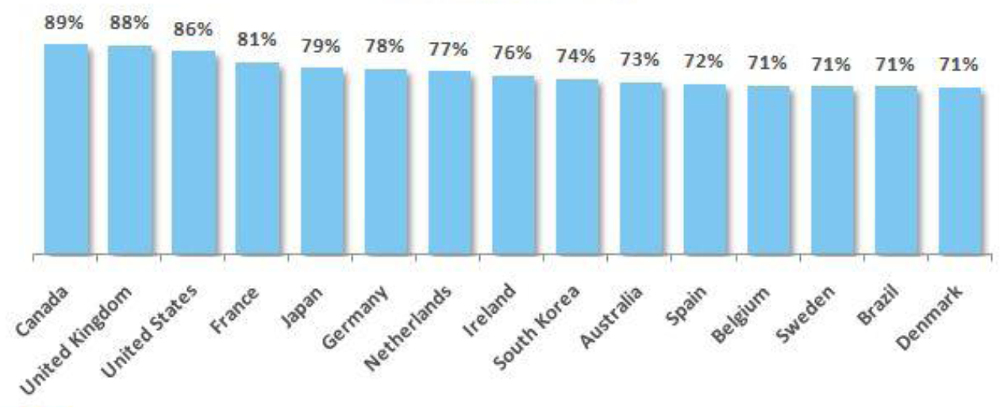 89% 88% 86% 81% 79% 78% 77% 76% 74% 73% 72% 71% 71% 71% 71%
Canada
United Kingdom
United States
France
Japan
Germany
Netherlands
Ireland
South Korea
Australia
Spain
Belgium
Sweden
Brazil
Denmark